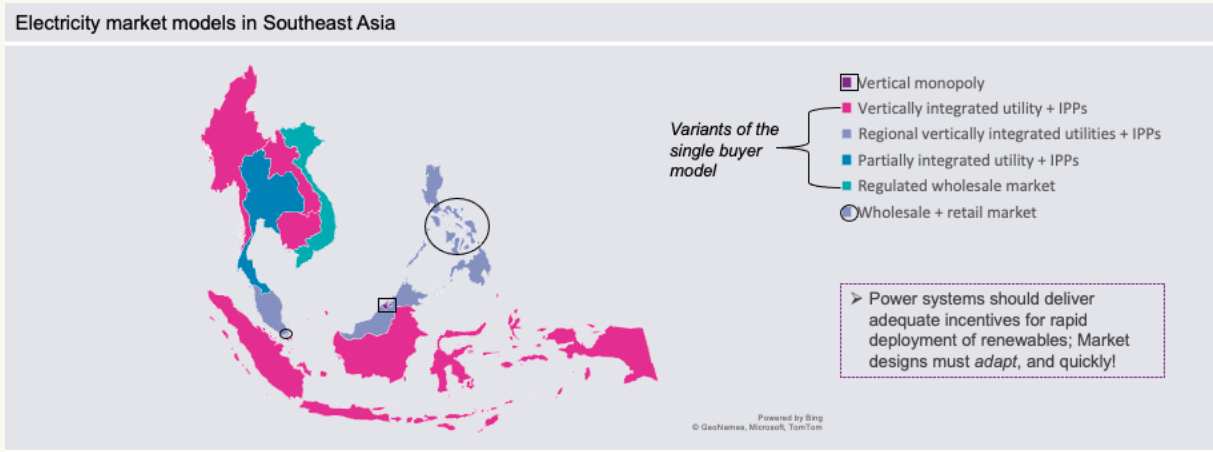 Electricity market models in Southeast Asia
Vertical monopoly
Vertically integrated utility + IPPs
Regional vertically integrated utilities + IPPs
Partially integrated utility + IPPs
Regulated wholesale market
Wholesale + retail market
Variants of the
single buyer
model
➢ Power systems should deliver
adequate incentives for rapid
deployment of renewables; Market
designs must adapt, and quickly!
Powered by Bing
© GeoNames, Microsoft, TomTom